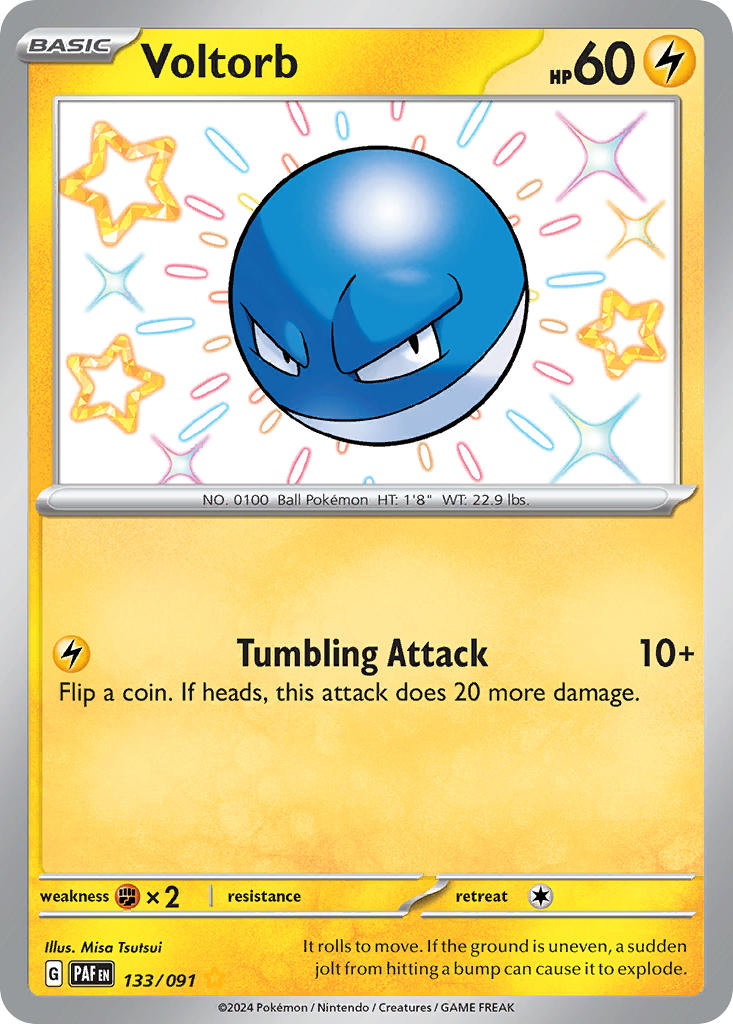 BASIC Voltorb HP 60
NO. 0100 Ball Pokémon HT: 1'8" WT: 22.9 lbs.
Tumbling Attack 10+
Flip a coin. If heads, this attack does 20 more damage.
weakness ×2 resistance retreat
Illus. Misa Tsutsui
G PAF EN 133/091
It rolls to move. If the ground is uneven, a sudden
jolt from hitting a bump can cause it to explode.
©2024 Pokémon / Nintendo / Creatures / GAME FREAK